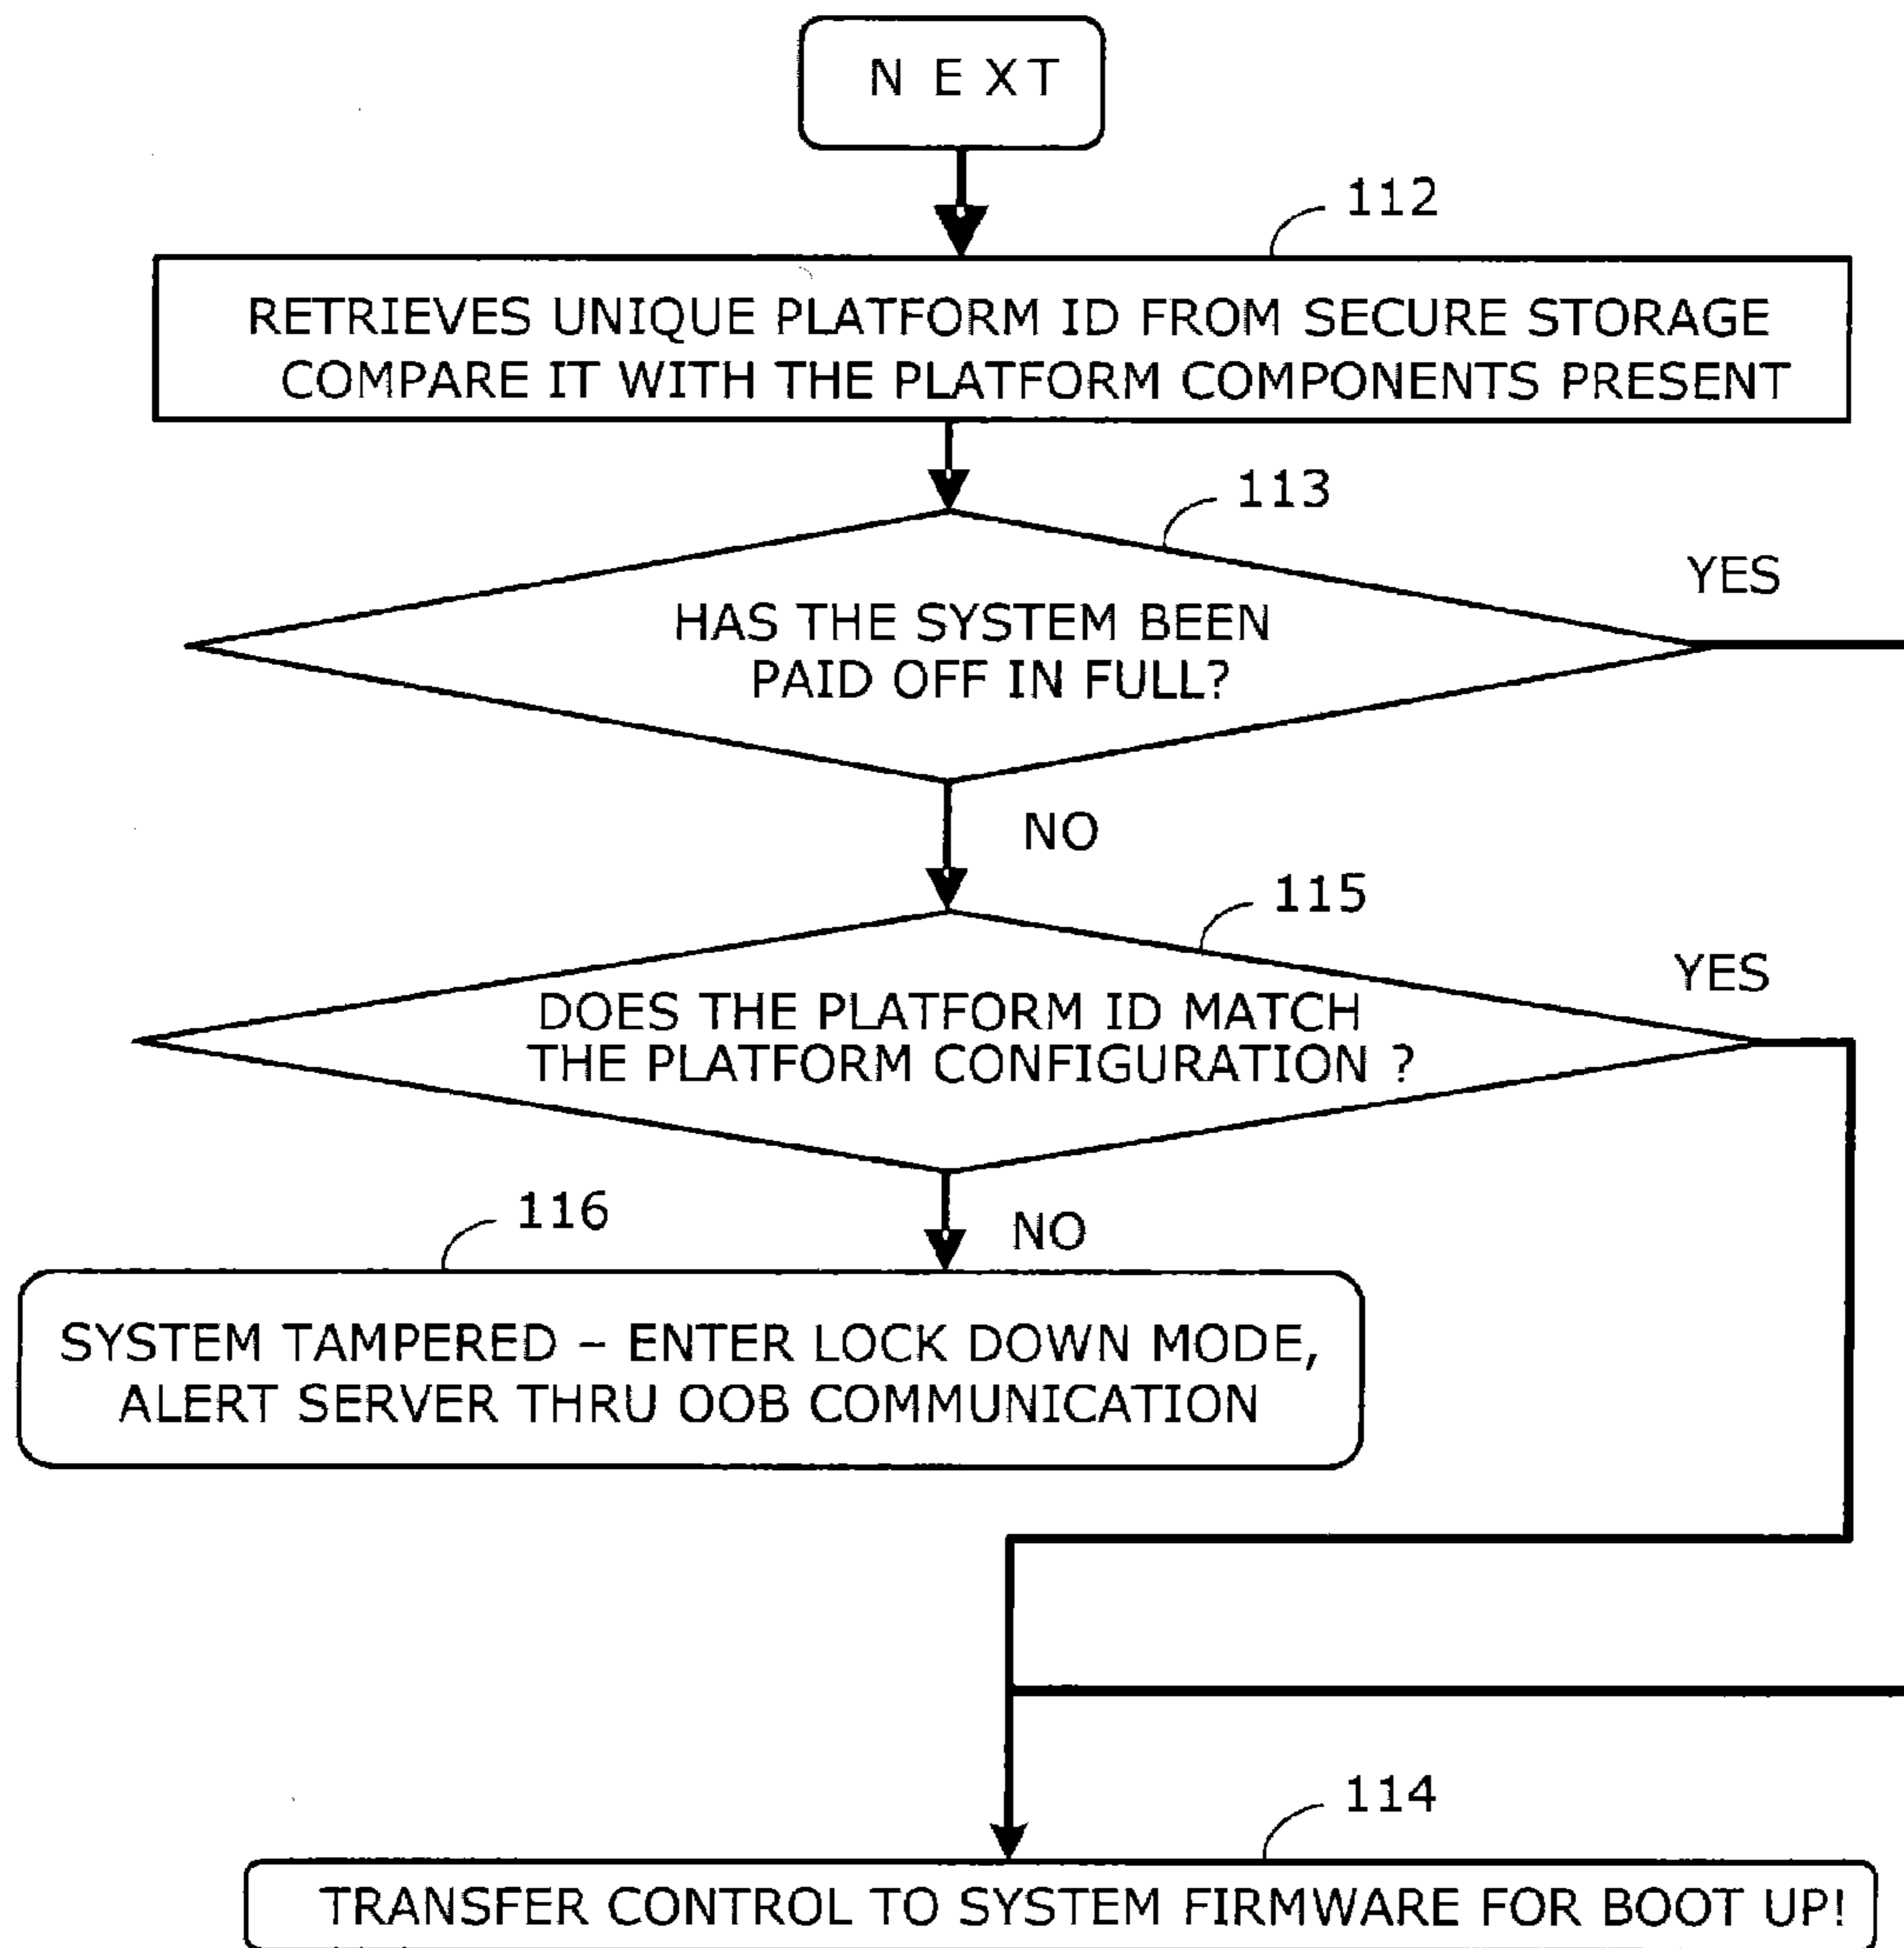 N E X T
112
RETRIEVES UNIQUE PLATFORM ID FROM SECURE STORAGE
COMPARE IT WITH THE PLATFORM COMPONENTS PRESENT
113
YES
HAS THE SYSTEM BEEN
PAID OFF IN FULL?
NO
115
YES
DOES THE PLATFORM ID MATCH
THE PLATFORM CONFIGURATION ?
116
NO
SYSTEM TAMPERED – ENTER LOCK DOWN MODE,
ALERT SERVER THRU OOB COMMUNICATION
114
TRANSFER CONTROL TO SYSTEM FIRMWARE FOR BOOT UP!